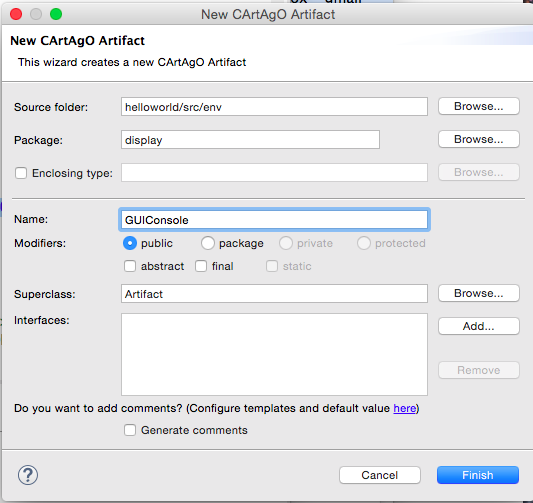 New CArtAgO Artifact
New CArtAgO Artifact
This wizard creates a new CArtAgO Artifact
Source folder: helloworld/src/env Browse...
Package: display Browse...
Enclosing type: Browse...
Name: GUIConsole
Modifiers: public package private protected
abstract final static
Superclass: Artifact Browse...
Interfaces: Add...
Remove
Do you want to add comments? (Configure templates and default value here)
Generate comments
? Cancel Finish